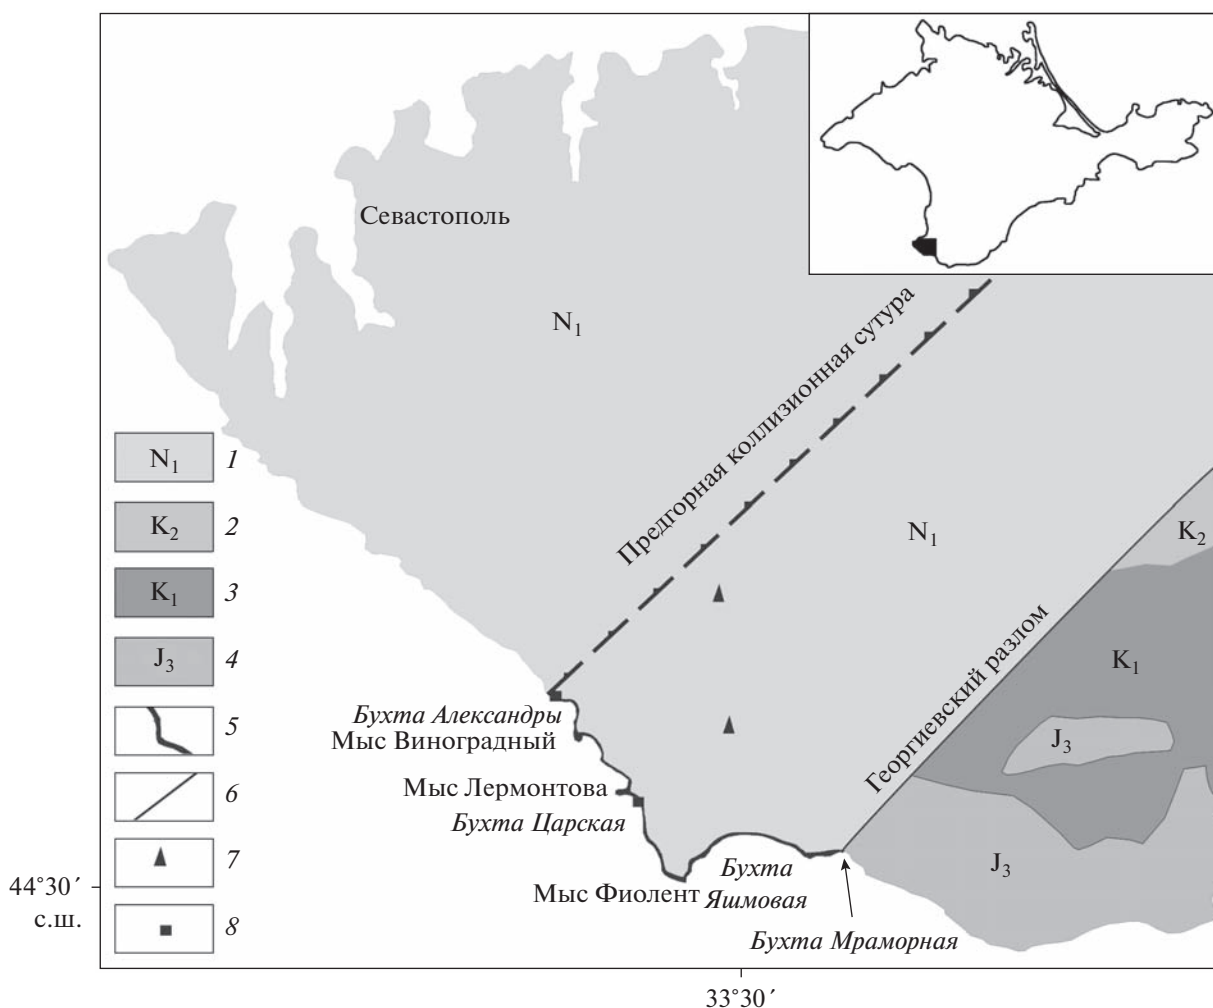 Севастополь
N₁
Предгорная коллизионная сутура
N₁
K₂
Георгиевский разлом
K₁
J₃
J₃
Бухта Александры
Мыс Виноградный
Мыс Лермонтова
Бухта Царская
Мыс Фиолент
Бухта
Яшмовая
Бухта Мраморная
N₁ 1
K₂ 2
K₁ 3
J₃ 4
5
6
7
8
44°30′
с.ш.
33°30′